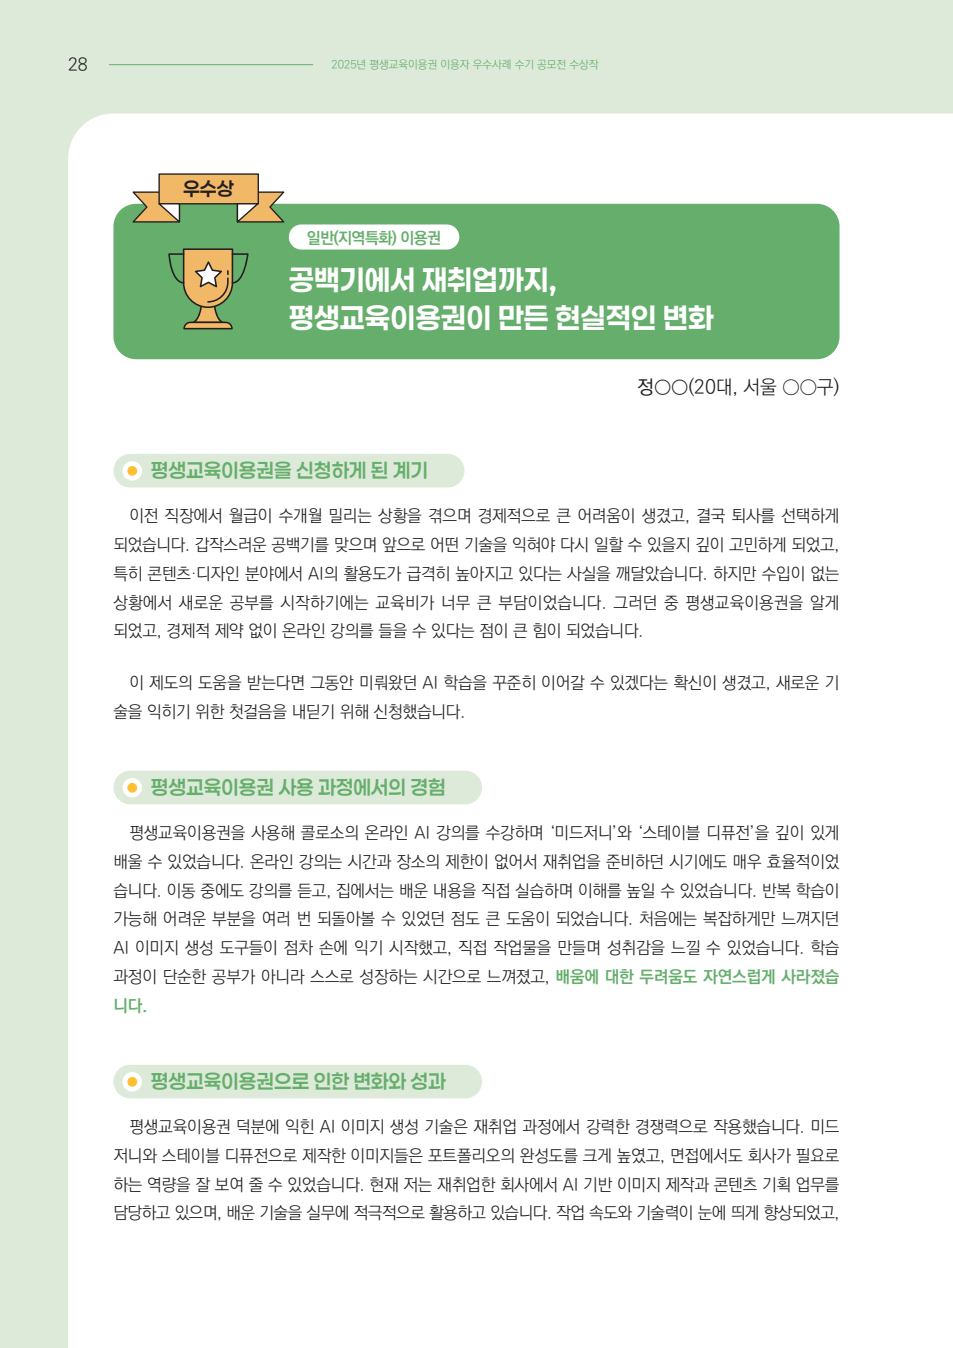 28
2025년 평생교육이용권 이용자 우수사례 수기 공모전 수상작
우수상
일반(지역특화) 이용권
공백기에서 재취업까지,
평생교육이용권이 만든 현실적인 변화
정○○(20대, 서울 ○○구)
평생교육이용권을 신청하게 된 계기
이전 직장에서 월급이 수개월 밀리는 상황을 겪으며 경제적으로 큰 어려움이 생겼고, 결국 퇴사를 선택하게
되었습니다. 갑작스러운 공백기를 맞으며 앞으로 어떤 기술을 익혀야 다시 일할 수 있을지 깊이 고민하게 되었고,
특히 콘텐츠·디자인 분야에서 AI의 활용도가 급격히 높아지고 있다는 사실을 깨달았습니다. 하지만 수입이 없는
상황에서 새로운 공부를 시작하기에는 교육비가 너무 큰 부담이었습니다. 그러던 중 평생교육이용권을 알게
되었고, 경제적 제약 없이 온라인 강의를 들을 수 있다는 점이 큰 힘이 되었습니다.
이 제도의 도움을 받는다면 그동안 미뤄왔던 AI 학습을 꾸준히 이어갈 수 있겠다는 확신이 생겼고, 새로운 기
술을 익히기 위한 첫걸음을 내딛기 위해 신청했습니다.
평생교육이용권 사용 과정에서의 경험
평생교육이용권을 사용해 콜로소의 온라인 AI 강의를 수강하며 ‘미드저니’와 ‘스테이블 디퓨전’을 깊이 있게
배울 수 있었습니다. 온라인 강의는 시간과 장소의 제한이 없어서 재취업을 준비하던 시기에도 매우 효율적이었
습니다. 이동 중에도 강의를 듣고, 집에서는 배운 내용을 직접 실습하며 이해를 높일 수 있었습니다. 반복 학습이
가능해 어려운 부분을 여러 번 되돌아볼 수 있었던 점도 큰 도움이 되었습니다. 처음에는 복잡하게만 느껴지던
AI 이미지 생성 도구들이 점차 손에 익기 시작했고, 직접 작업물을 만들며 성취감을 느낄 수 있었습니다. 학습
과정이 단순한 공부가 아니라 스스로 성장하는 시간으로 느껴졌고, 배움에 대한 두려움도 자연스럽게 사라졌습
니다.
평생교육이용권으로 인한 변화와 성과
평생교육이용권 덕분에 익힌 AI 이미지 생성 기술은 재취업 과정에서 강력한 경쟁력으로 작용했습니다. 미드
저니와 스테이블 디퓨전으로 제작한 이미지들은 포트폴리오의 완성도를 크게 높였고, 면접에서도 회사가 필요로
하는 역량을 잘 보여 줄 수 있었습니다. 현재 저는 재취업한 회사에서 AI 기반 이미지 제작과 콘텐츠 기획 업무를
담당하고 있으며, 배운 기술을 실무에 적극적으로 활용하고 있습니다. 작업 속도와 기술력이 눈에 띄게 향상되었고,